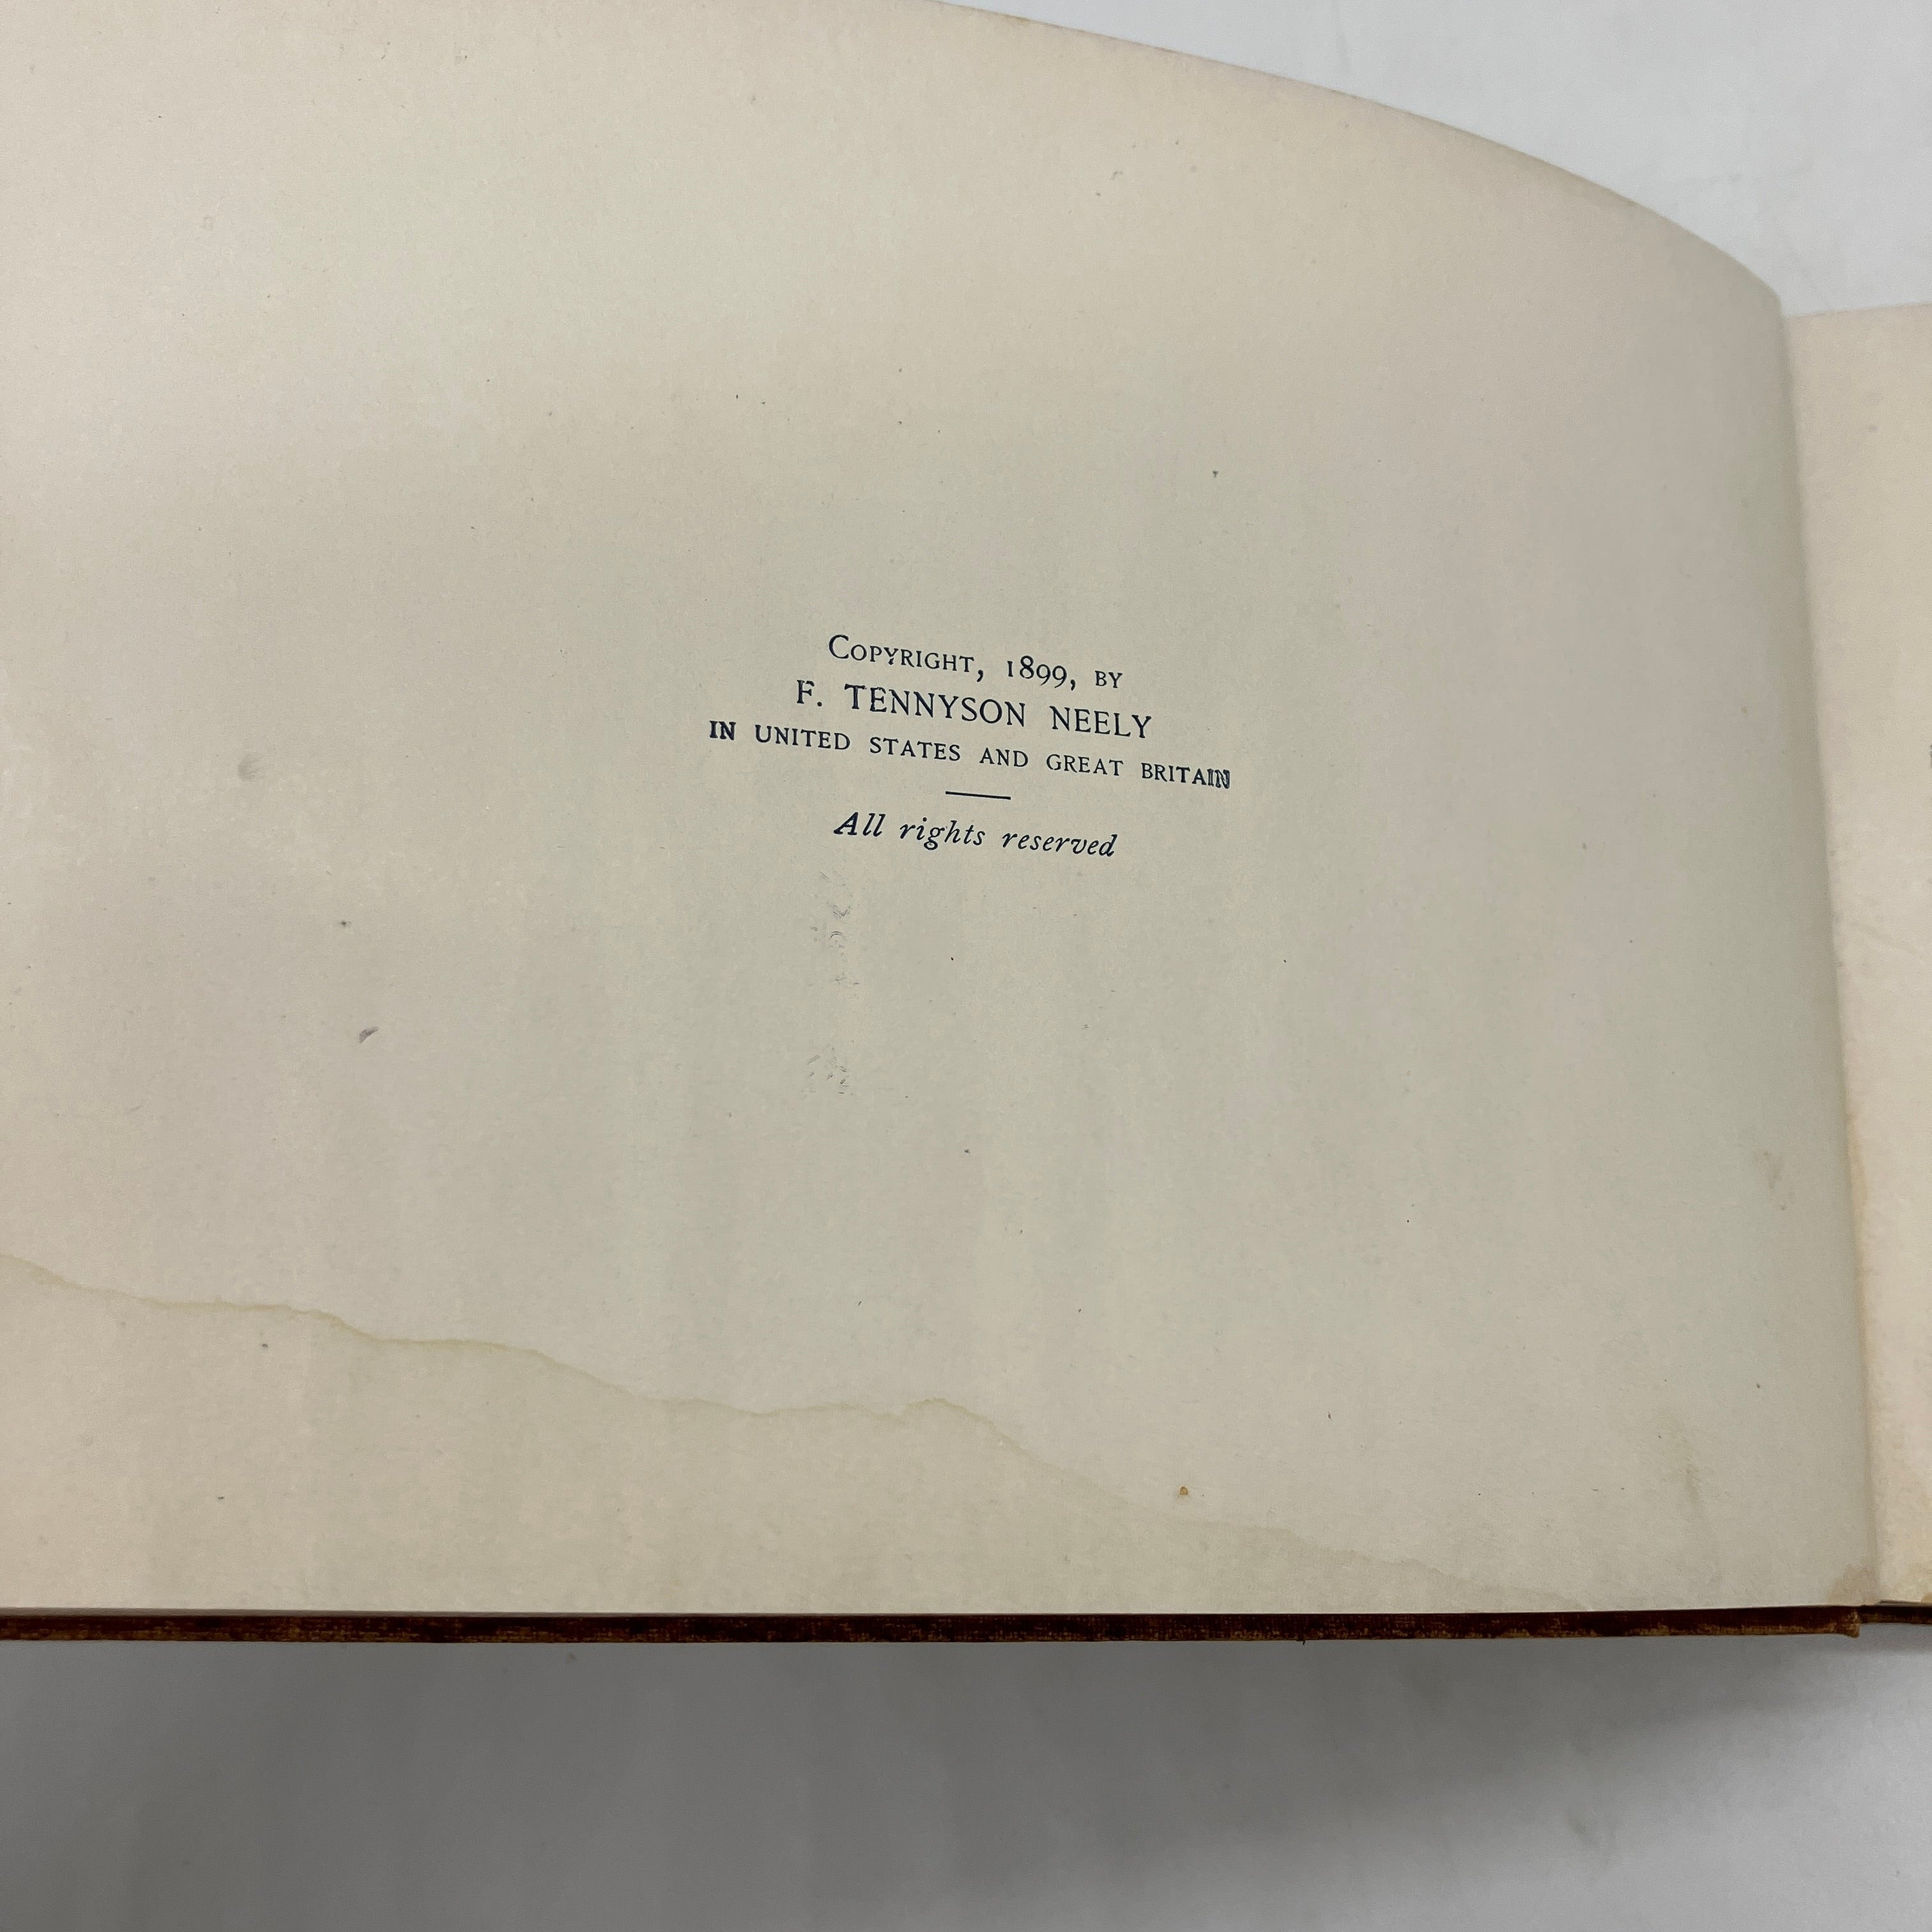 COPYRIGHT, 1899, BY
F. TENNYSON NEELY
IN UNITED STATES AND GREAT BRITAIN
All rights reserved